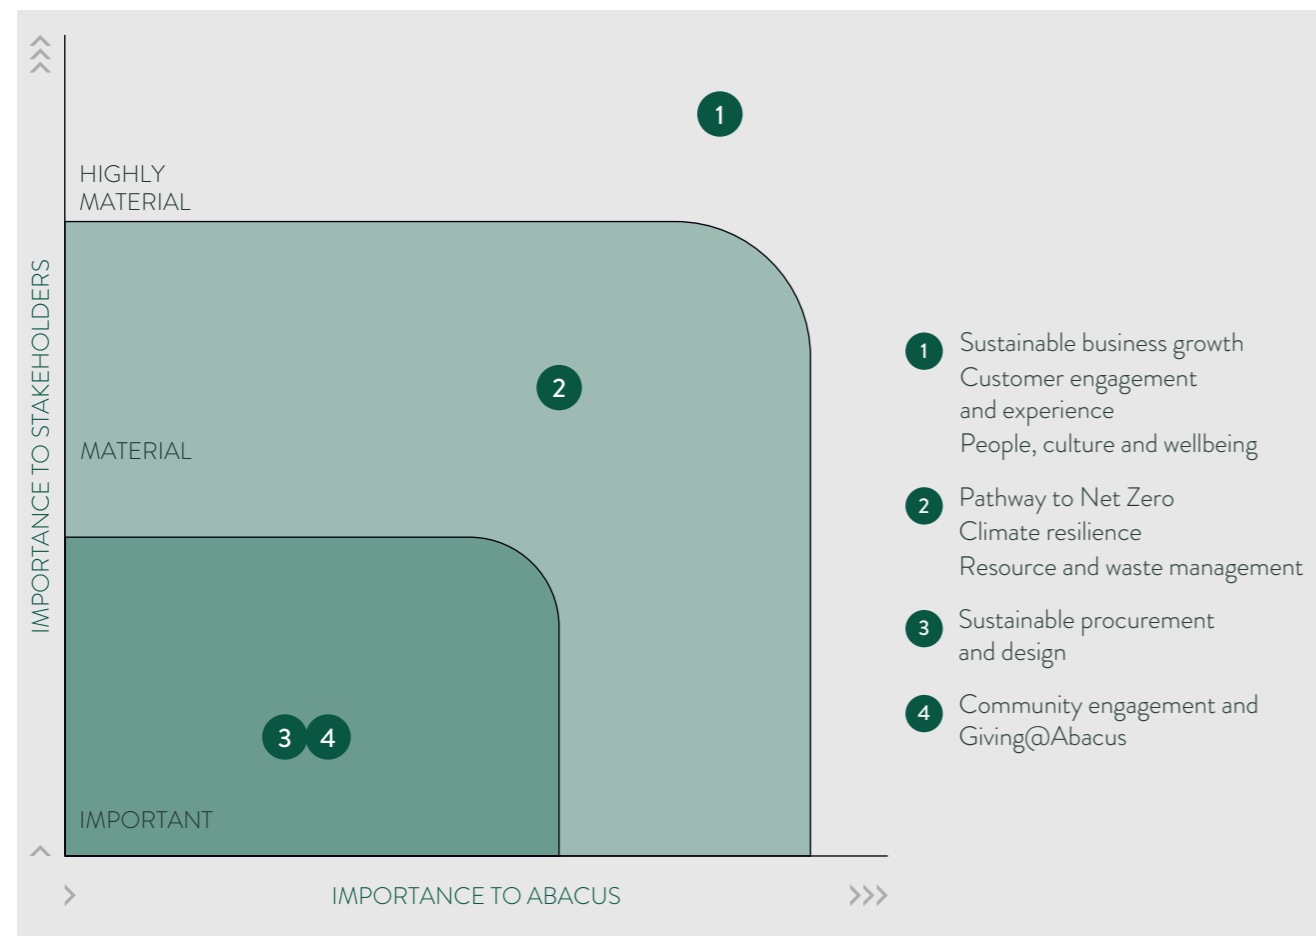 1
HIGHLY
MATERIAL
IMPORTANCE TO STAKEHOLDERS
2
MATERIAL
3 4
IMPORTANT
IMPORTANCE TO ABACUS
1 Sustainable business growth
Customer engagement
and experience
People, culture and wellbeing
2 Pathway to Net Zero
Climate resilience
Resource and waste management
3 Sustainable procurement
and design
4 Community engagement and
Giving@Abacus